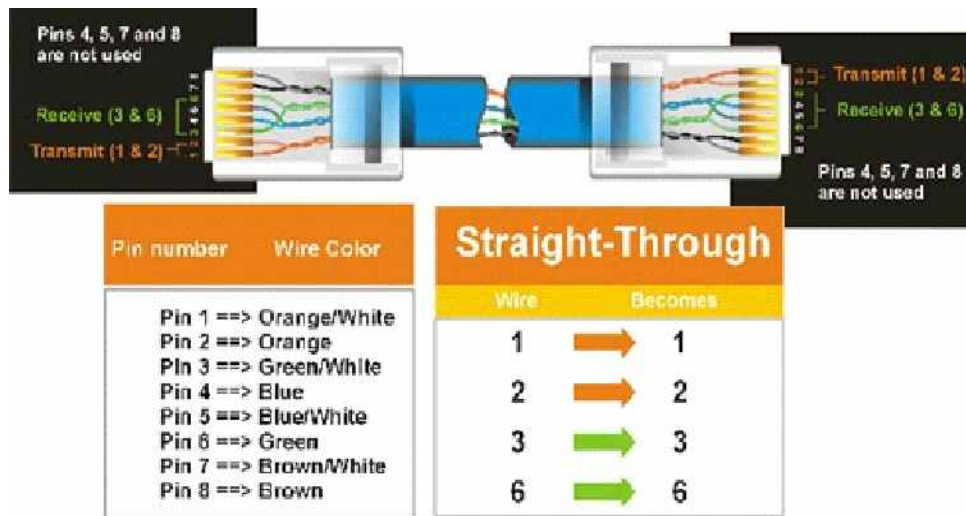 Pins 4, 5, 7 and 8
are not used
Receive (3 & 6)
Transmit (1 & 2)
Transmit (1 & 2)
Receive (3 & 6)
Pins 4, 5, 7 and 8
are not used
Pin number Wire Color
Pin 1 ==> Orange/White
Pin 2 ==> Orange
Pin 3 ==> Green/White
Pin 4 ==> Blue
Pin 5 ==> Blue/White
Pin 6 ==> Green
Pin 7 ==> Brown/White
Pin 8 ==> Brown
Straight-Through
Wire Becomes
1 1
2 2
3 3
6 6